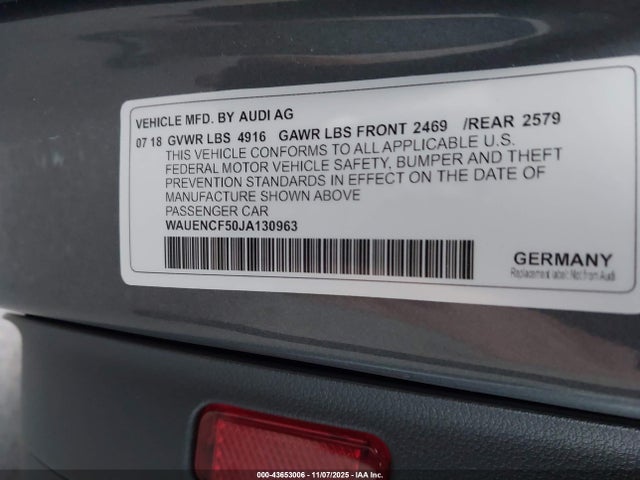 VEHICLE MFD. BY AUDI AG
07 18 GVWR LBS 4916 GAWR LBS FRONT 2469 /REAR 2579
THIS VEHICLE CONFORMS TO ALL APPLICABLE U.S.
FEDERAL MOTOR VEHICLE SAFETY, BUMPER AND THEFT
PREVENTION STANDARDS IN EFFECT ON THE DATE OF
MANUFACTURE SHOWN ABOVE
PASSENGER CAR
WAUENCF50JA130963
GERMANY
Replacement label: Not from Audi
000-43653006 - 11/07/2025 - IAA Inc.